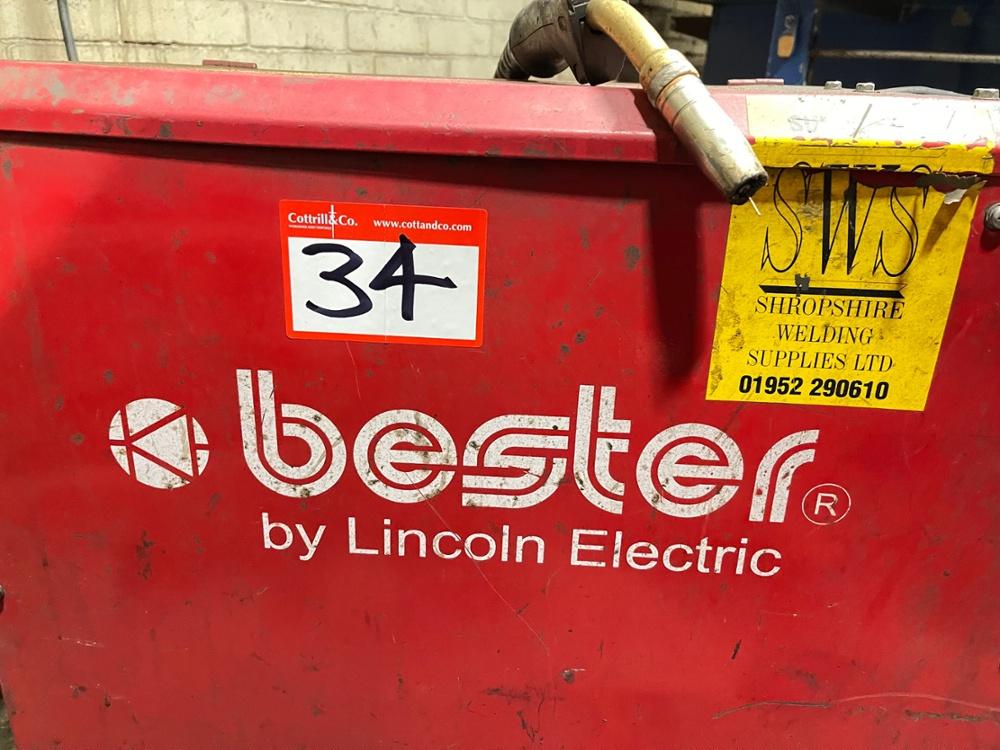 Cottrill&Co. www.cottandco.com
34
SWS
SHROPSHIRE
WELDING
SUPPLIES LTD
01952 290610
bester ®
by Lincoln Electric